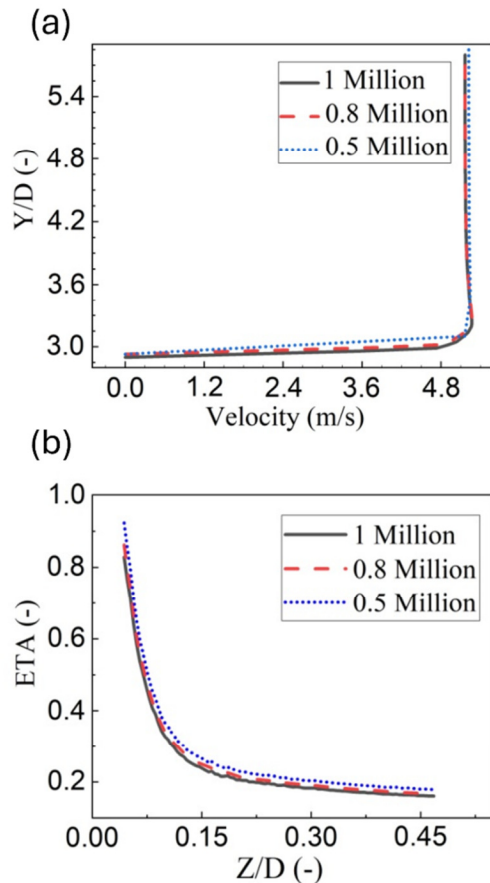 (a)
1 Million
0.8 Million
0.5 Million
Y/D (-)
5.4
4.8
4.2
3.6
3.0
0.0 1.2 2.4 3.6 4.8
Velocity (m/s)
(b)
1 Million
0.8 Million
0.5 Million
ETA (-)
1.0
0.8
0.6
0.4
0.2
0.00 0.15 0.30 0.45
Z/D (-)